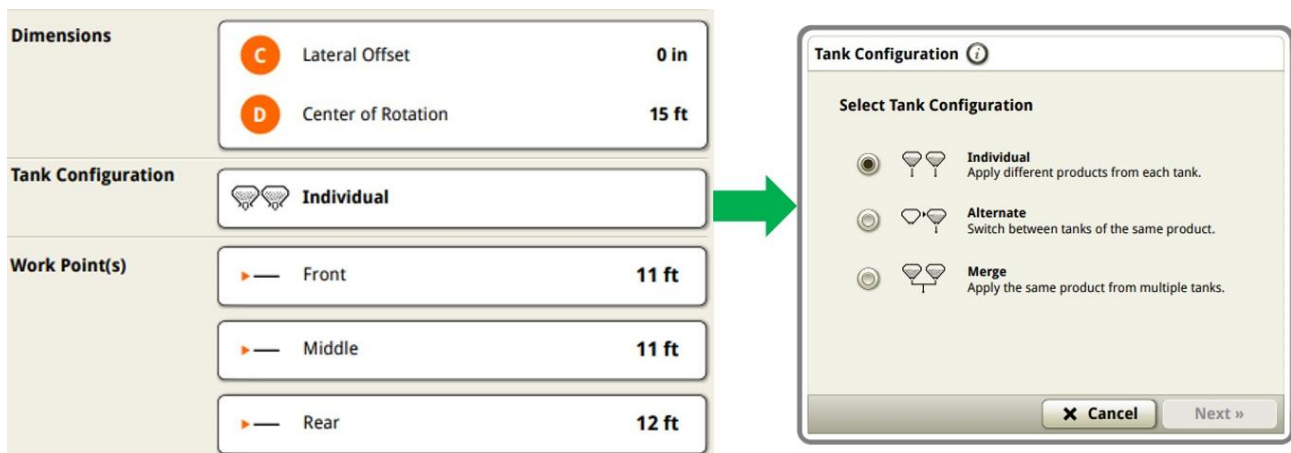 Dimensions
C Lateral Offset 0 in
D Center of Rotation 15 ft
Tank Configuration
Individual
Work Point(s)
Front 11 ft
Middle 11 ft
Rear 12 ft
Tank Configuration i
Select Tank Configuration
Individual
Apply different products from each tank.
Alternate
Switch between tanks of the same product.
Merge
Apply the same product from multiple tanks.
X Cancel
Next »